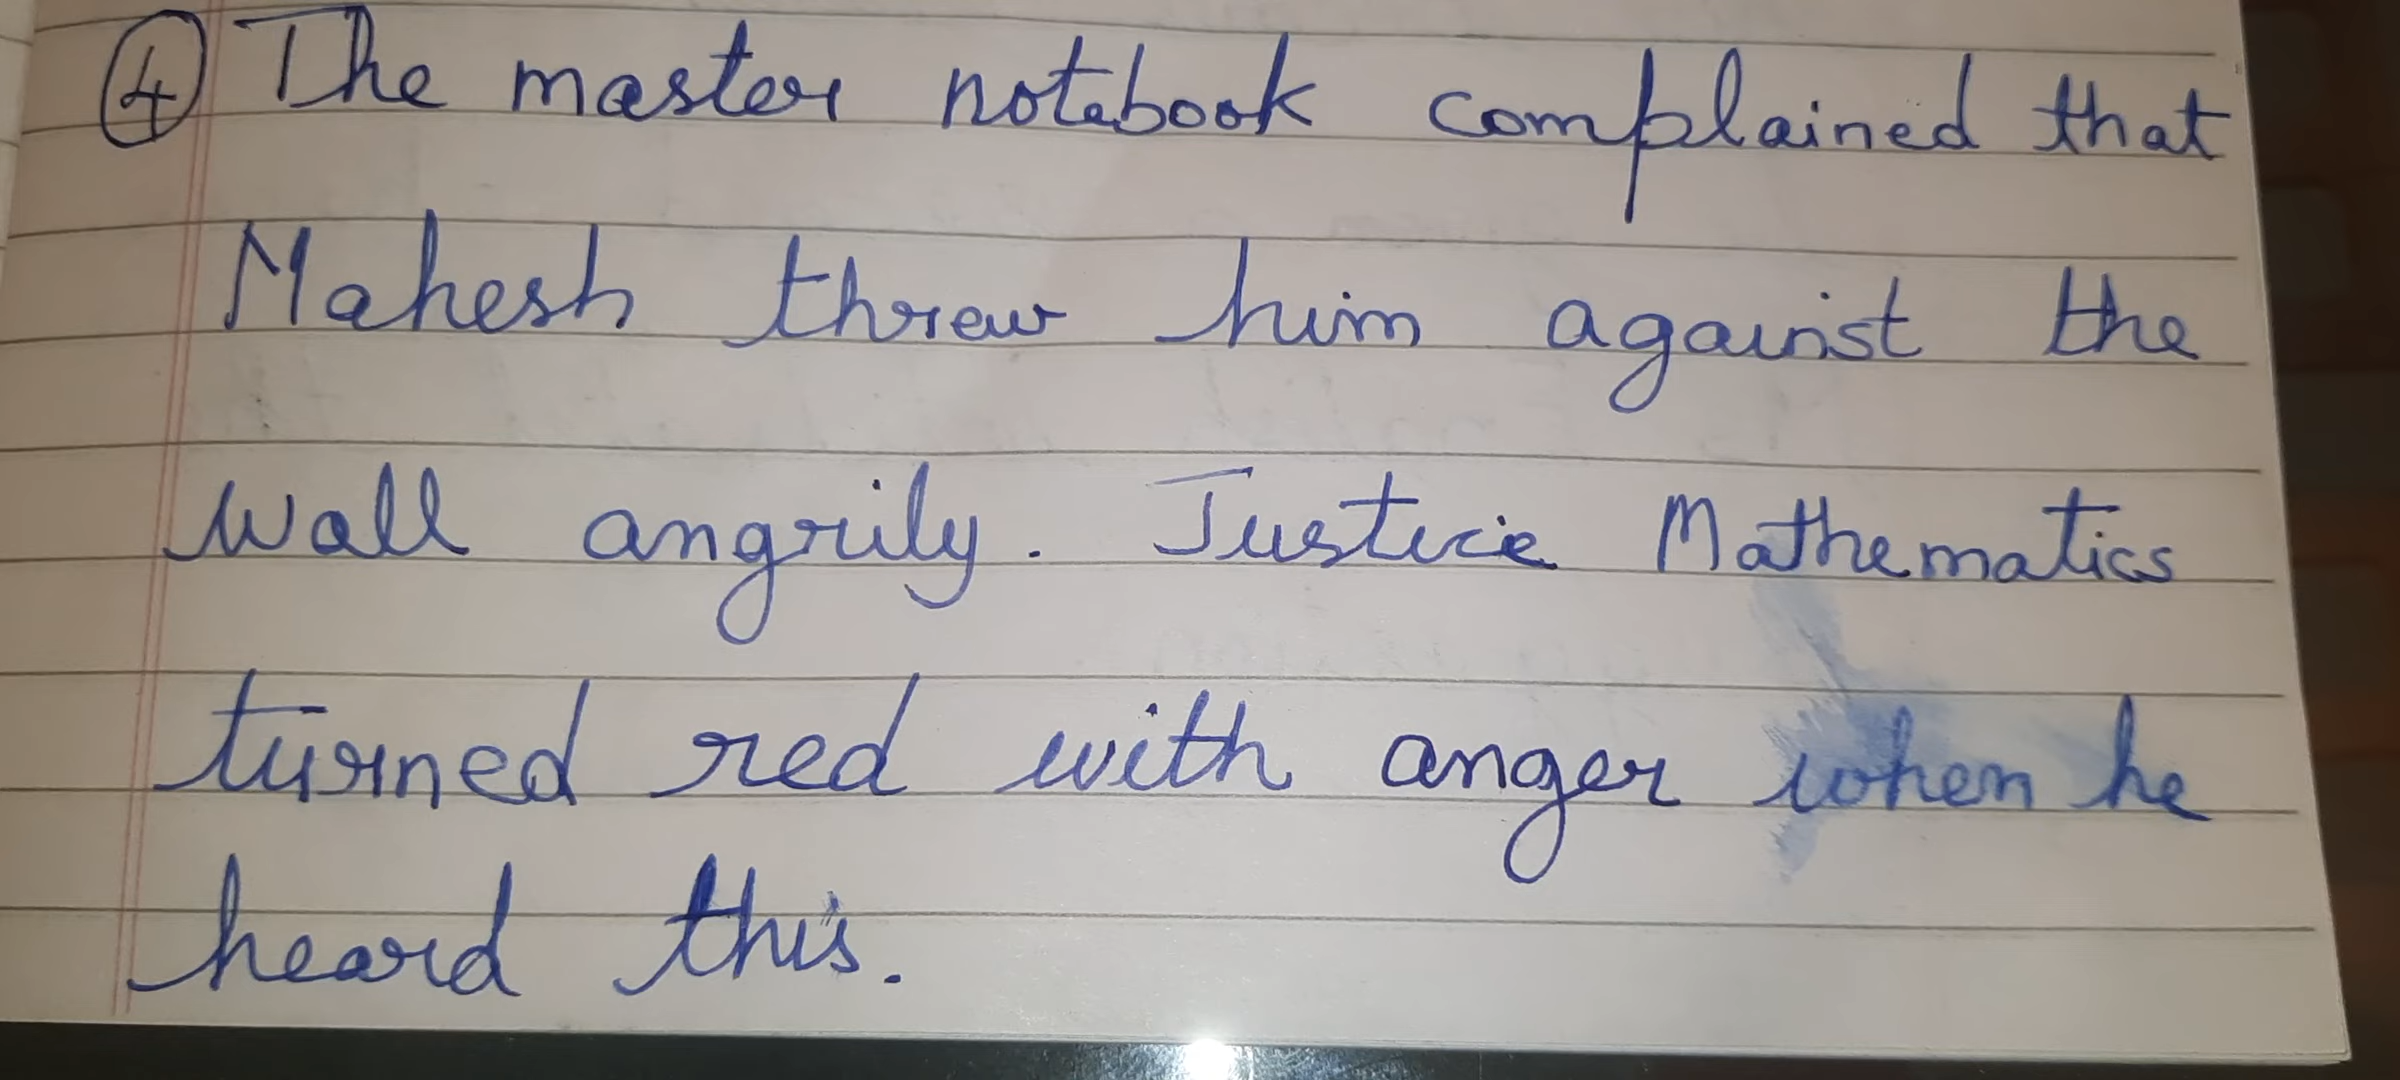 ④ The master notebook complained that
Mahesh threw him against the
wall angrily. Justice Mathematics
turned red with anger when he
heard this.